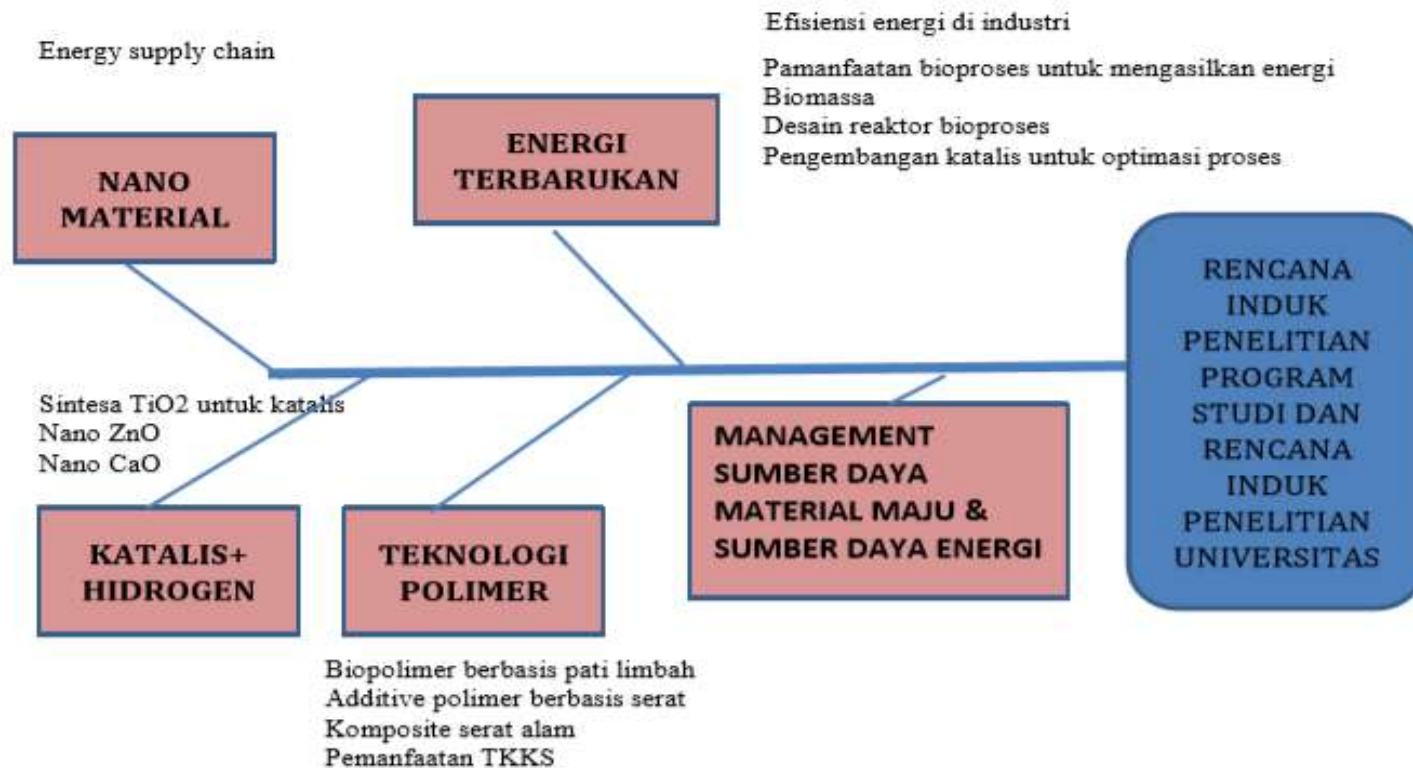 Energy supply chain
Efisiensi energi di industri
Pamanfaatan bioproses untuk mengasilkan energi
Biomassa
Desain reaktor bioproses
Pengembangan katalis untuk optimasi proses
NANO
MATERIAL
ENERGI
TERBARUKAN
RENCANA
INDUK
PENELITIAN
PROGRAM
STUDI DAN
RENCANA
INDUK
PENELITIAN
UNIVERSITAS
Sintesa TiO2 untuk katalis
Nano ZnO
Nano CaO
KATALIS+
HIDROGEN
TEKNOLOGI
POLIMER
MANAGEMENT
SUMBER DAYA
MATERIAL MAJU &
SUMBER DAYA ENERGI
Biopolimer berbasis pati limbah
Additive polimer berbasis serat
Komposite serat alam
Pemanfaatan TKKS